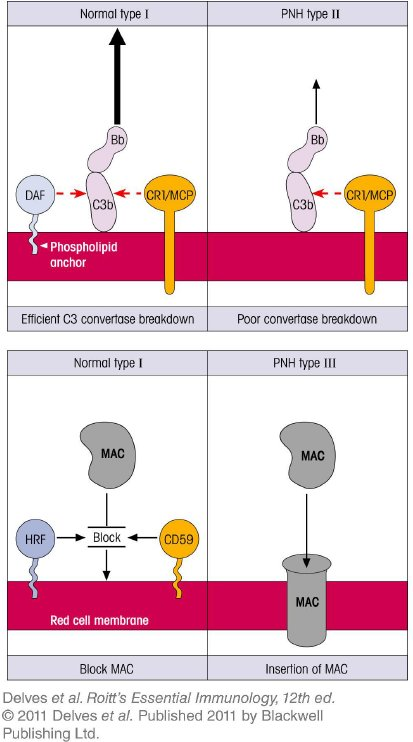 Normal type I
PNH type II
Bb
Bb
DAF
C3b
CR1/MCP
C3b
CR1/MCP
Phospholipid
anchor
Efficient C3 convertase breakdown
Poor convertase breakdown
Normal type I
PNH type III
MAC
MAC
HRF
Block
CD59
MAC
Red cell membrane
Block MAC
Insertion of MAC
Delves et al. Roitt's Essential Immunology, 12th ed.
© 2011 Delves et al. Published 2011 by Blackwell
Publishing Ltd.